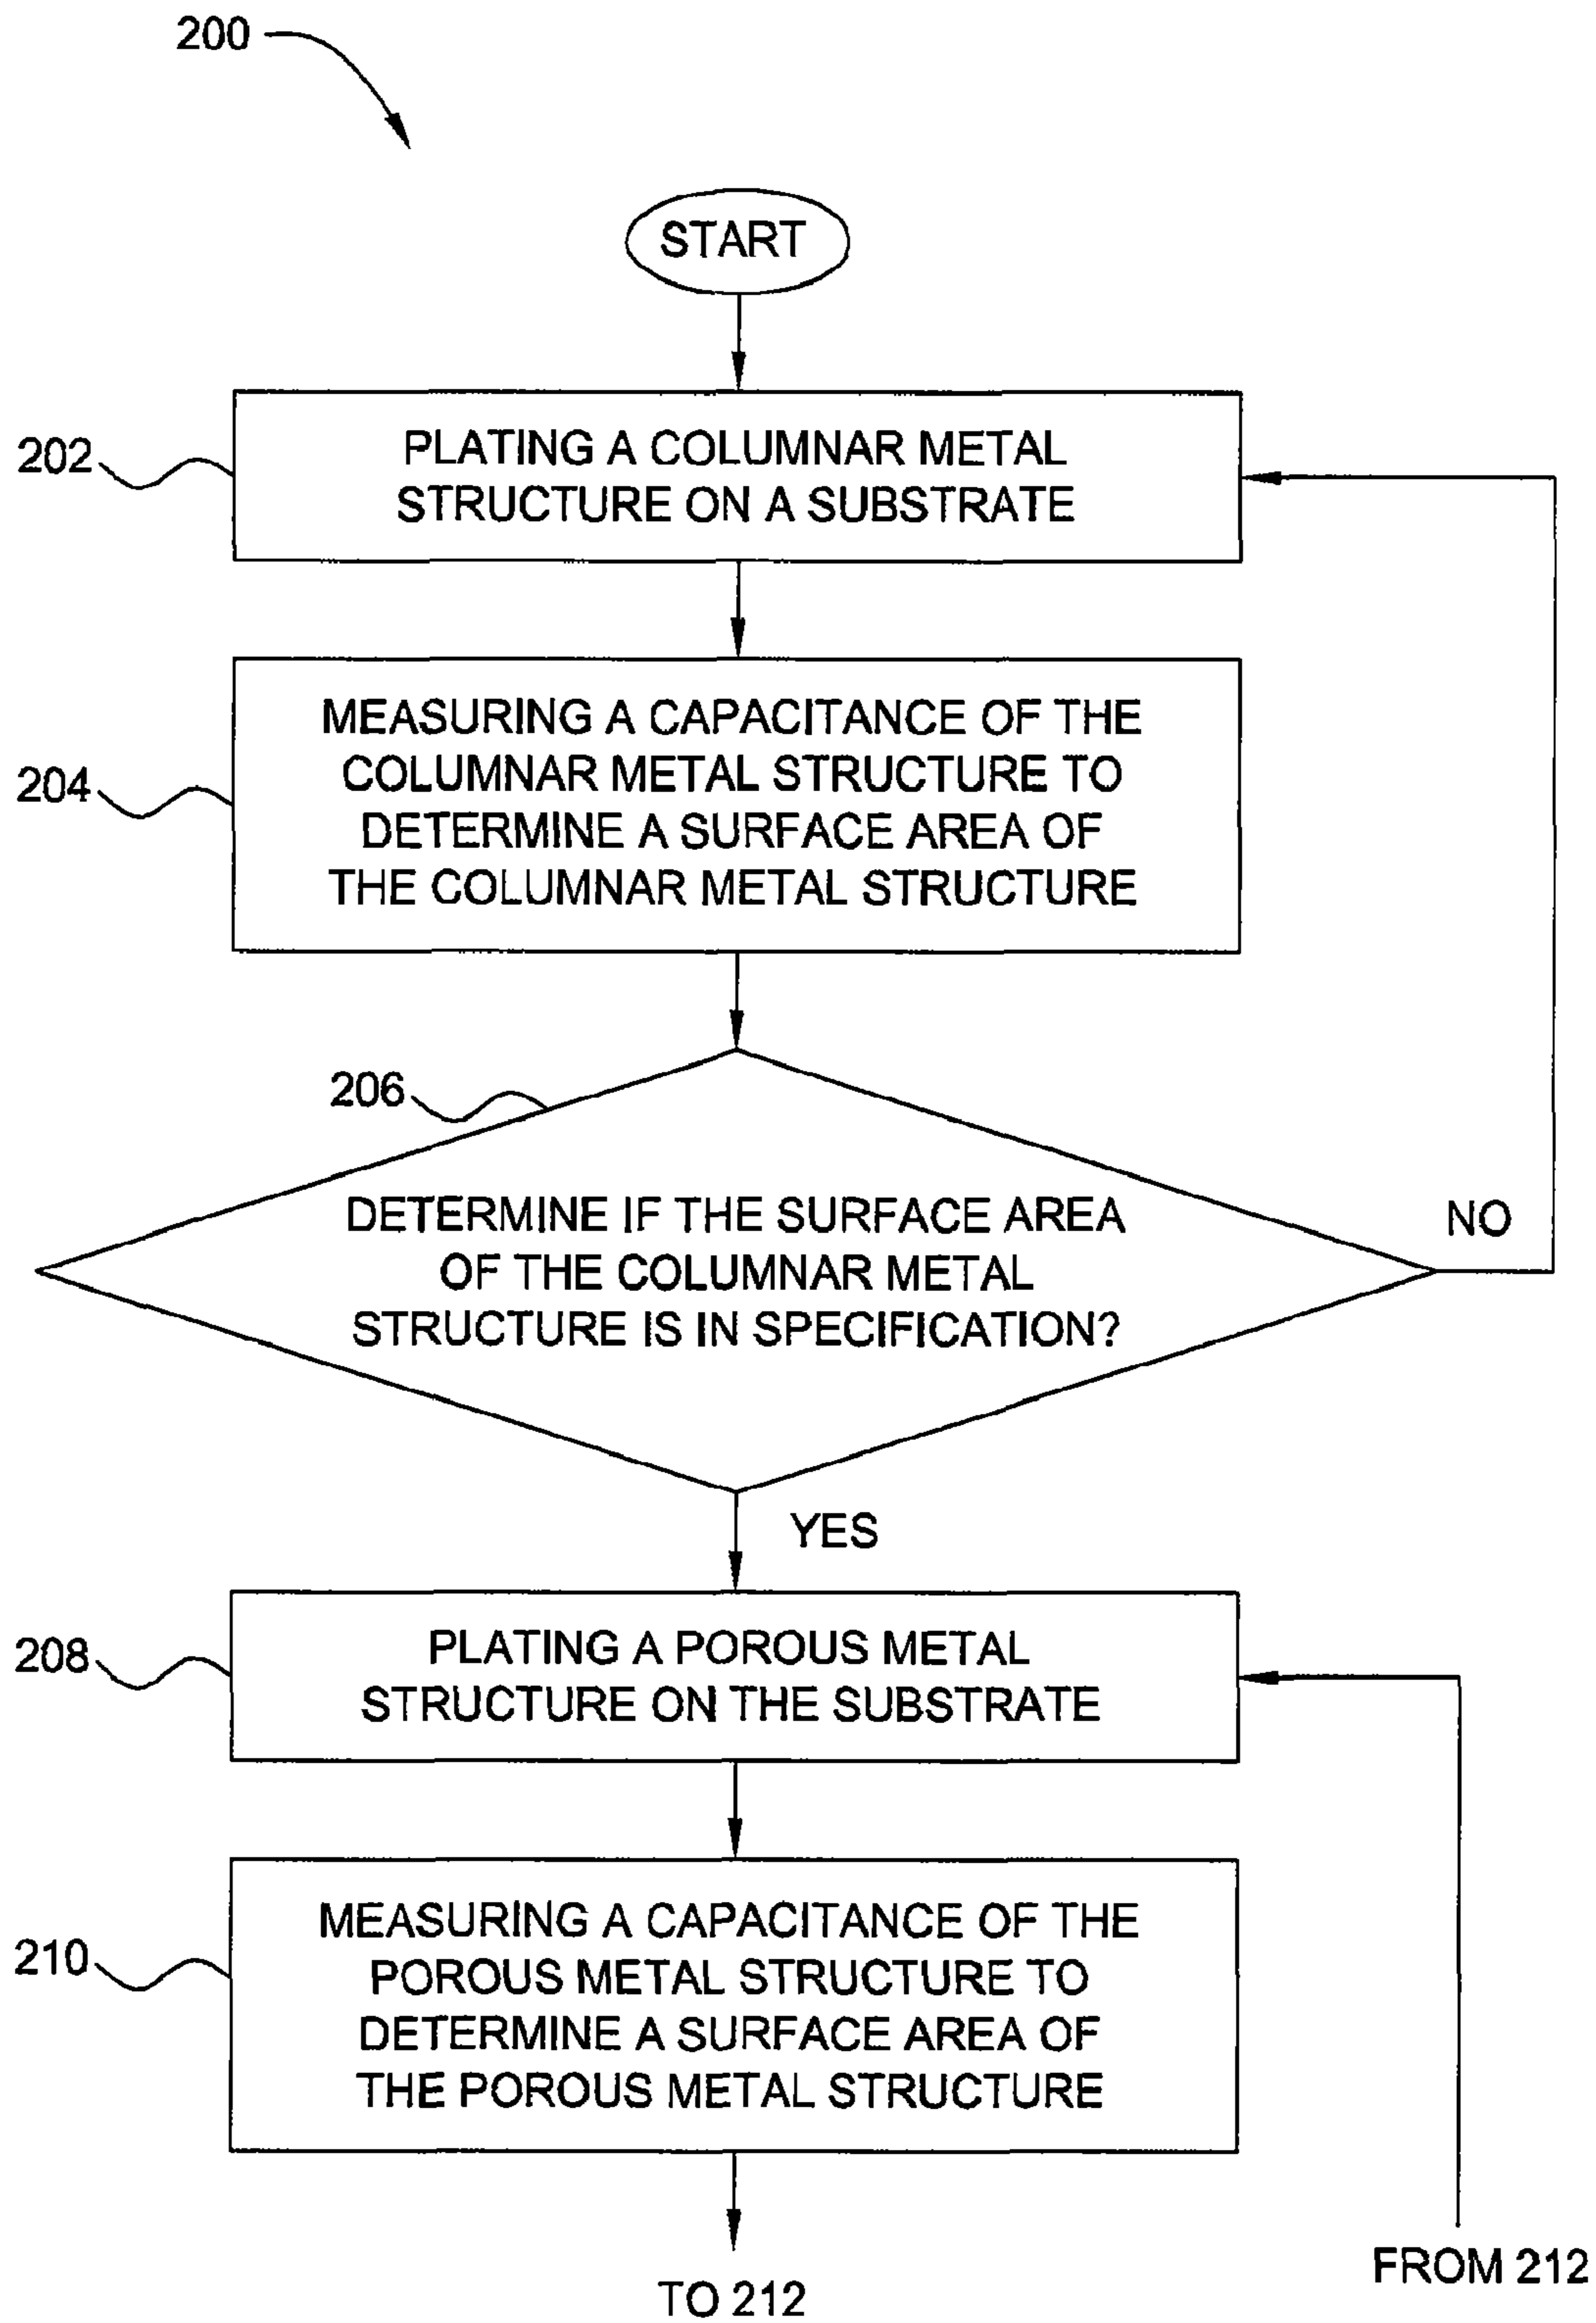 200
START
202
PLATING A COLUMNAR METAL
STRUCTURE ON A SUBSTRATE
204
MEASURING A CAPACITANCE OF THE
COLUMNAR METAL STRUCTURE TO
DETERMINE A SURFACE AREA OF
THE COLUMNAR METAL STRUCTURE
206
DETERMINE IF THE SURFACE AREA
OF THE COLUMNAR METAL
STRUCTURE IS IN SPECIFICATION?
NO
YES
208
PLATING A POROUS METAL
STRUCTURE ON THE SUBSTRATE
210
MEASURING A CAPACITANCE OF THE
POROUS METAL STRUCTURE TO
DETERMINE A SURFACE AREA OF
THE POROUS METAL STRUCTURE
TO 212
FROM 212